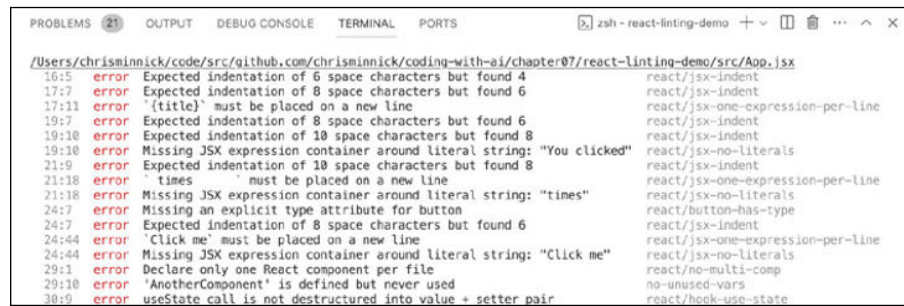 PROBLEMS 21 OUTPUT DEBUG CONSOLE TERMINAL PORTS zsh - react-linting-demo
/Users/chrisminnick/code/src/github.com/chrisminnick/coding-with-ai/chapter07/react-linting-demo/src/App.jsx
16:5 error Expected indentation of 6 space characters but found 4 react/jsx-indent
17:7 error Expected indentation of 8 space characters but found 6 react/jsx-indent
17:11 error `{title}` must be placed on a new line react/jsx-one-expression-per-line
19:7 error Expected indentation of 8 space characters but found 6 react/jsx-indent
19:10 error Expected indentation of 10 space characters but found 8 react/jsx-indent
19:10 error Missing JSX expression container around literal string: "You clicked" react/jsx-no-literals
21:9 error Expected indentation of 10 space characters but found 8 react/jsx-indent
21:18 error ` times ` must be placed on a new line react/jsx-one-expression-per-line
21:18 error Missing JSX expression container around literal string: "times" react/jsx-no-literals
24:7 error Missing an explicit type attribute for button react/button-has-type
24:7 error Expected indentation of 8 space characters but found 6 react/jsx-indent
24:44 error `Click me` must be placed on a new line react/jsx-one-expression-per-line
24:44 error Missing JSX expression container around literal string: "Click me" react/jsx-no-literals
29:1 error Declare only one React component per file react/no-multi-comp
29:10 error 'AnotherComponent' is defined but never used no-unused-vars
30:9 error useState call is not destructured into value + setter pair react/hook-use-state